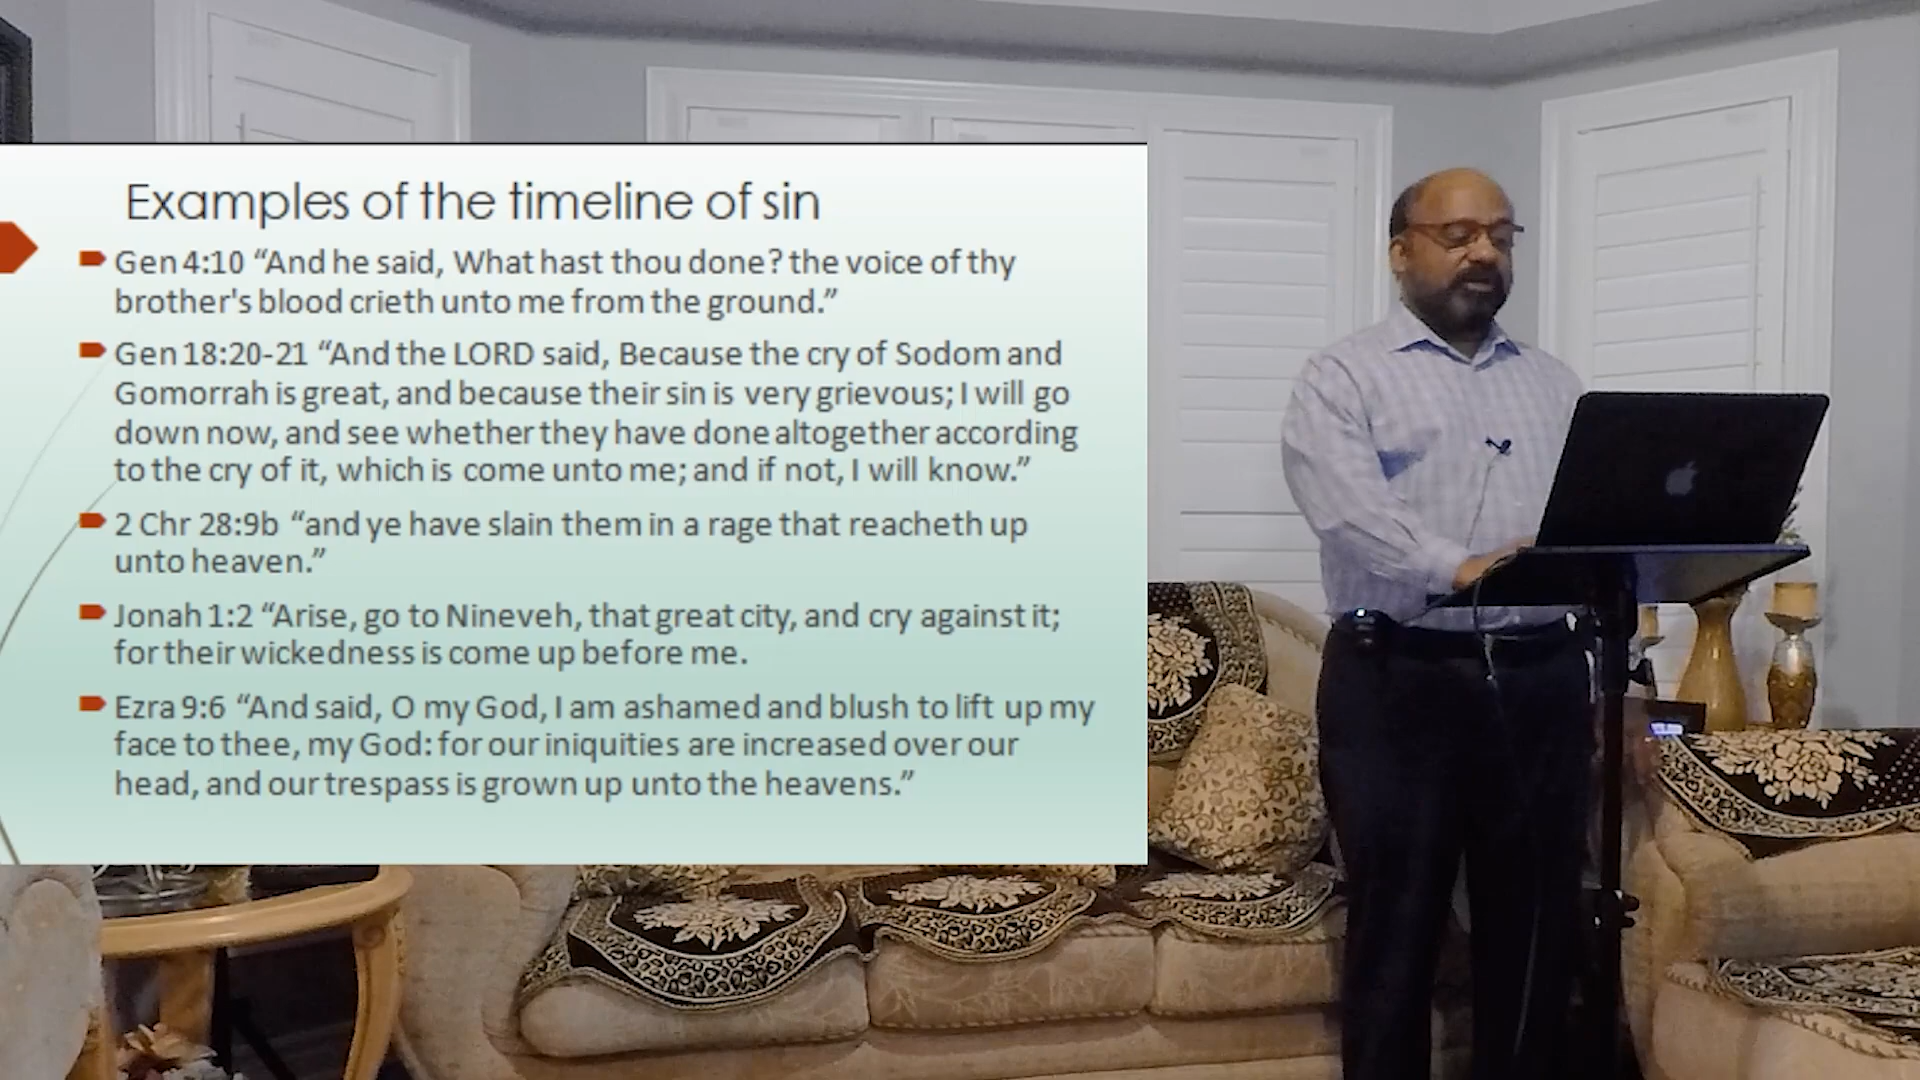 Examples of the timeline of sin
Gen 4:10 “And he said, What hast thou done? the voice of thy
brother's blood crieth unto me from the ground.”
Gen 18:20-21 “And the LORD said, Because the cry of Sodom and
Gomorrah is great, and because their sin is very grievous; I will go
down now, and see whether they have done altogether according
to the cry of it, which is come unto me; and if not, I will know.”
2 Chr 28:9b “and ye have slain them in a rage that reacheth up
unto heaven.”
Jonah 1:2 “Arise, go to Nineveh, that great city, and cry against it;
for their wickedness is come up before me.
Ezra 9:6 “And said, O my God, I am ashamed and blush to lift up my
face to thee, my God: for our iniquities are increased over our
head, and our trespass is grown up unto the heavens.”